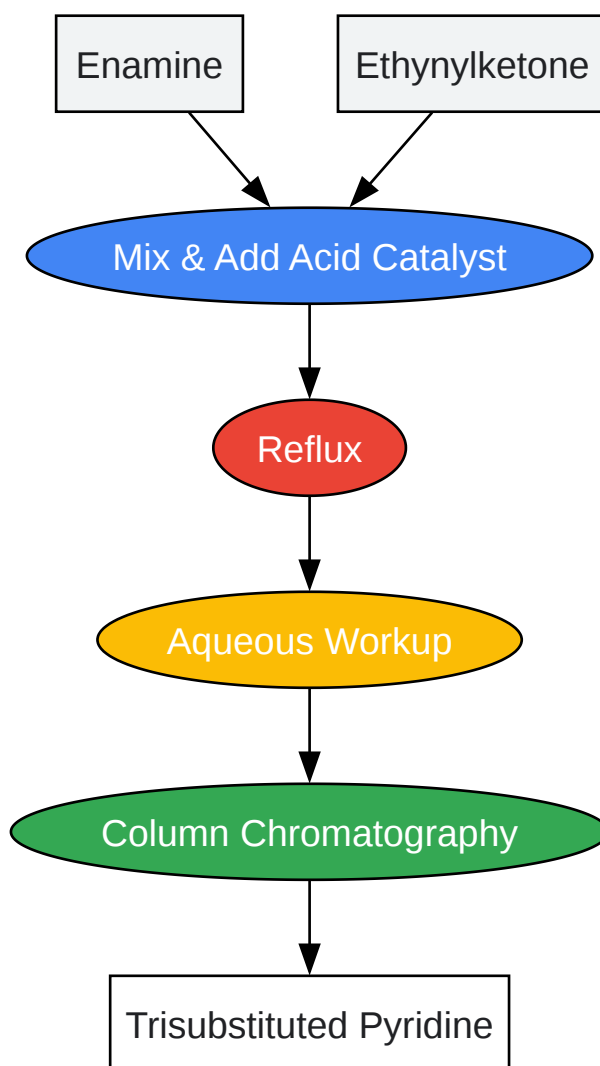 Enamine
Ethynylketone
Mix & Add Acid Catalyst
Reflux
Aqueous Workup
Column Chromatography
Trisubstituted Pyridine